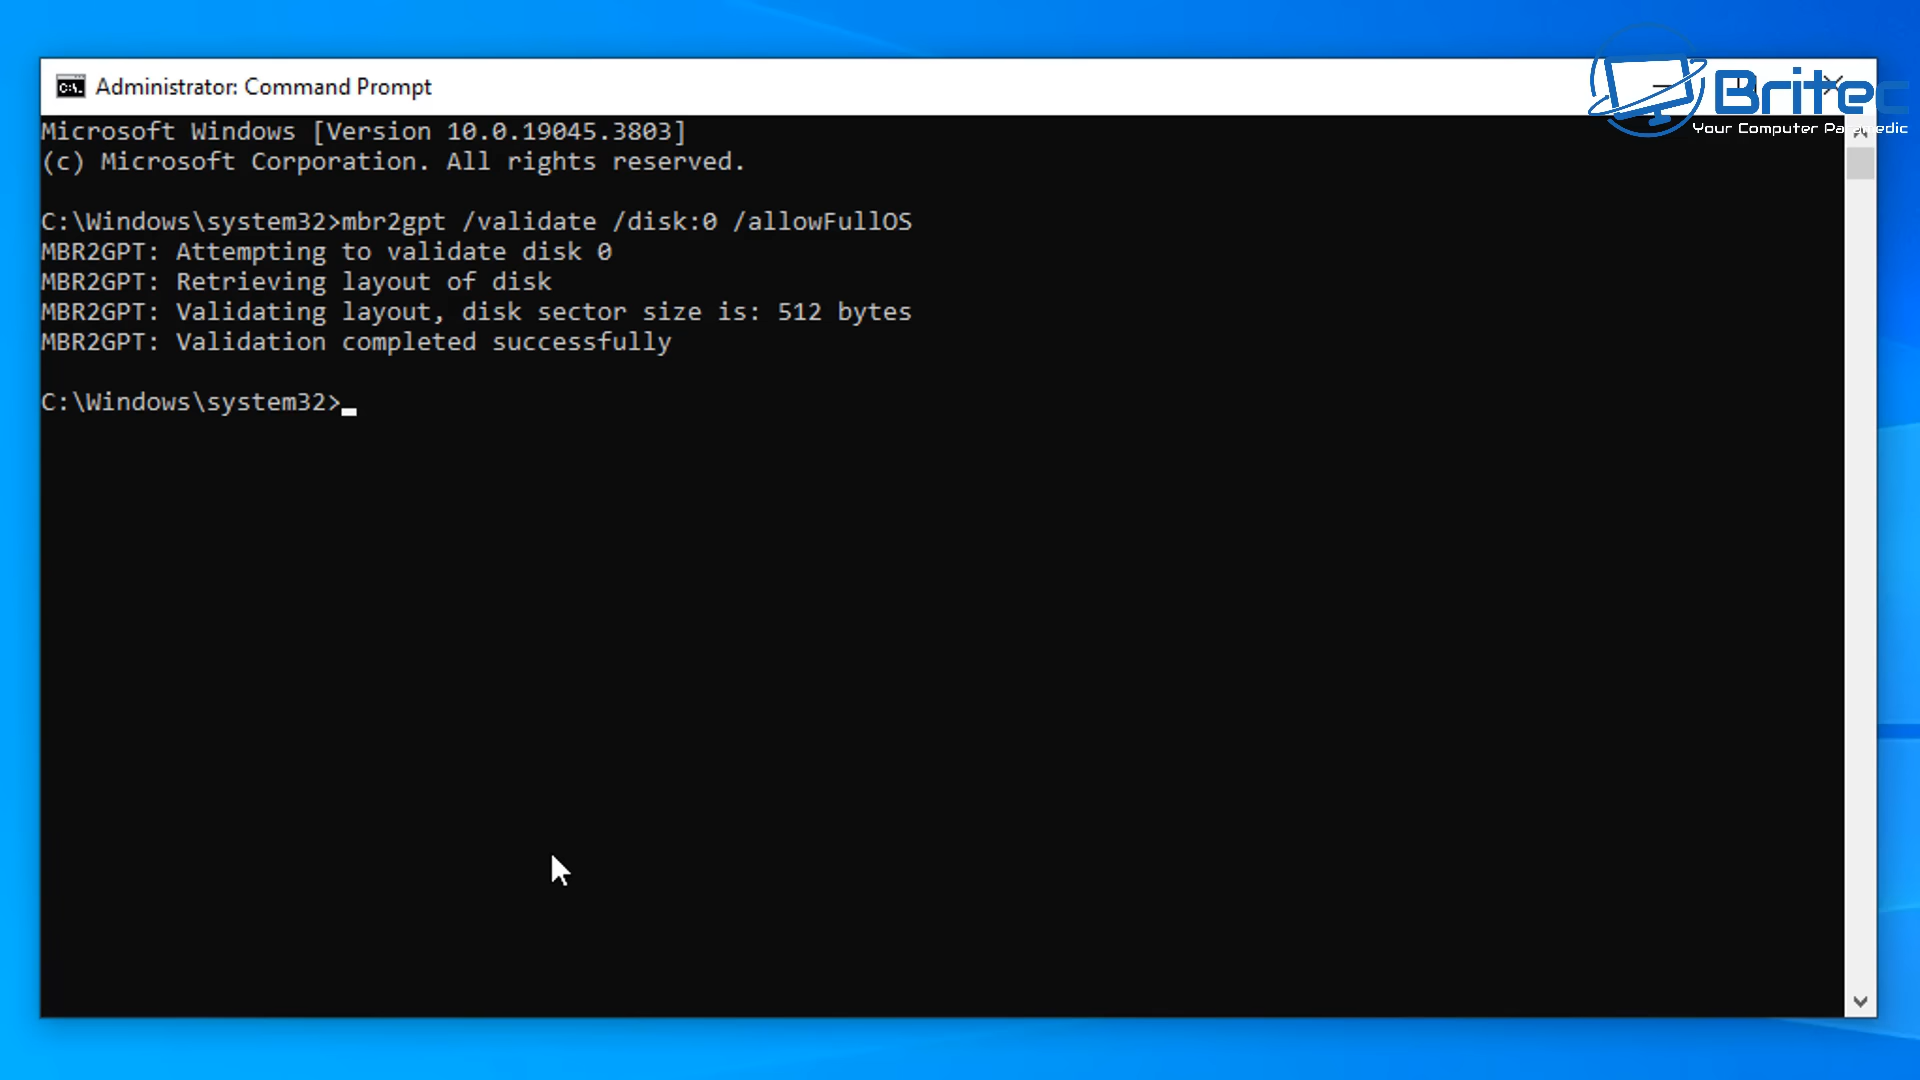 Administrator: Command Prompt
Britec
Your Computer Paramedic
Microsoft Windows [Version 10.0.19045.3803]
(c) Microsoft Corporation. All rights reserved.
C:\Windows\system32>mbr2gpt /validate /disk:0 /allowFullOS
MBR2GPT: Attempting to validate disk 0
MBR2GPT: Retrieving layout of disk
MBR2GPT: Validating layout, disk sector size is: 512 bytes
MBR2GPT: Validation completed successfully
C:\Windows\system32>